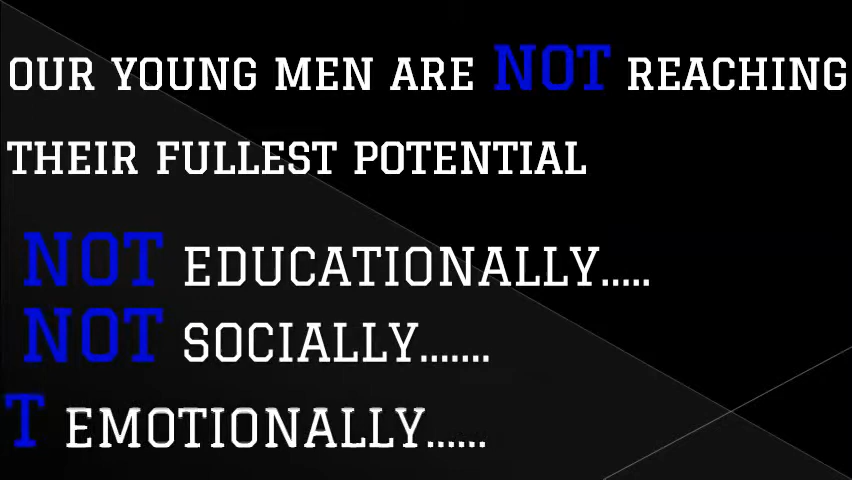 OUR YOUNG MEN ARE NOT REACHING
THEIR FULLEST POTENTIAL
NOT EDUCATIONALLY.....
NOT SOCIALLY.......
T EMOTIONALLY......